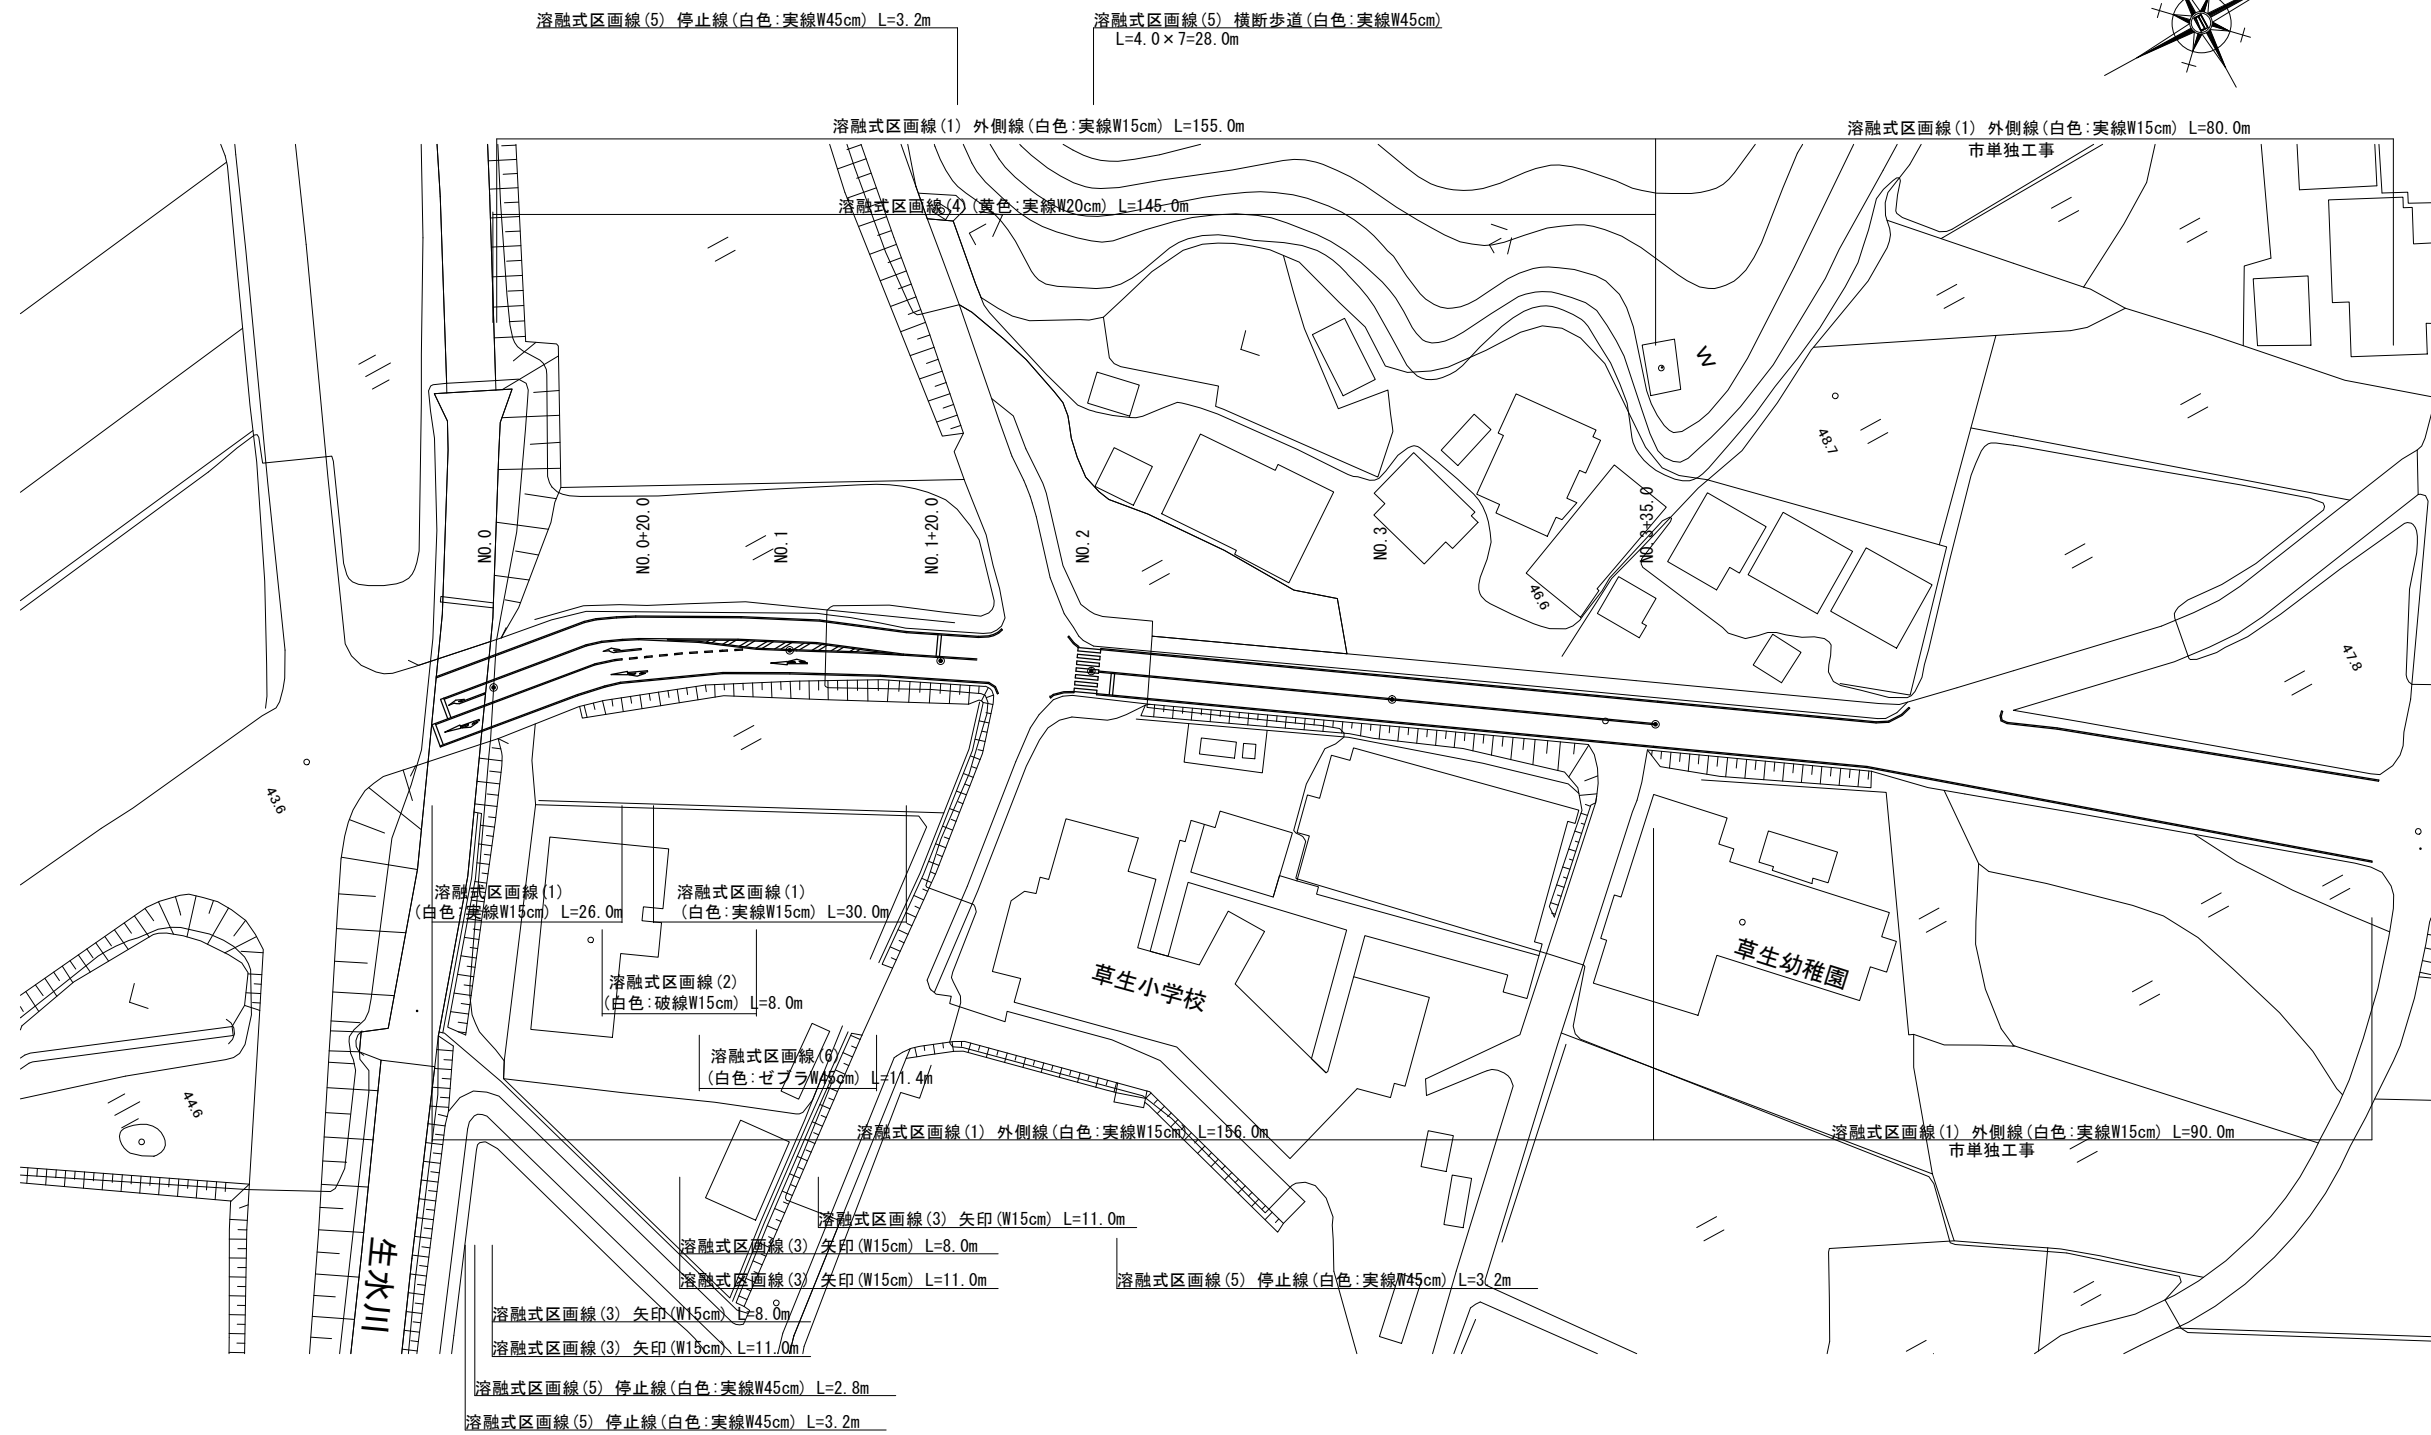 溶融式区画線(5) 停止線(白色:実線W45cm) L=3.2m
溶融式区画線(5) 横断歩道(白色:実線W45cm)
L=4.0×7=28.0m
溶融式区画線(1) 外側線(白色:実線W15cm) L=155.0m
溶融式区画線(1) 外側線(白色:実線W15cm) L=80.0m
市単独工事
溶融式区画線(4)(黄色:実線W20cm) L=145.0m
W
48.7
NO.0
NO.0+20.0
NO.1
NO.1+20.0
NO.2
NO.3
NO.3+35.0
46.6
47.8
43.6
溶融式区画線(1)
(白色:実線W15cm) L=26.0m
溶融式区画線(1)
(白色:実線W15cm) L=30.0m
溶融式区画線(2)
(白色:破線W15cm) L=8.0m
草生小学校
草生幼稚園
溶融式区画線(6)
(白色:ゼブラW45cm) L=11.4m
44.6
溶融式区画線(1) 外側線(白色:実線W15cm) L=156.0m
溶融式区画線(1) 外側線(白色:実線W15cm) L=90.0m
市単独工事
溶融式区画線(3) 矢印(W15cm) L=11.0m
溶融式区画線(3) 矢印(W15cm) L=8.0m
溶融式区画線(3) 矢印(W15cm) L=11.0m
溶融式区画線(5) 停止線(白色:実線W45cm) L=3.2m
生水川
溶融式区画線(3) 矢印(W15cm) L=8.0m
溶融式区画線(3) 矢印(W15cm) L=11.0m
溶融式区画線(5) 停止線(白色:実線W45cm) L=2.8m
溶融式区画線(5) 停止線(白色:実線W45cm) L=3.2m